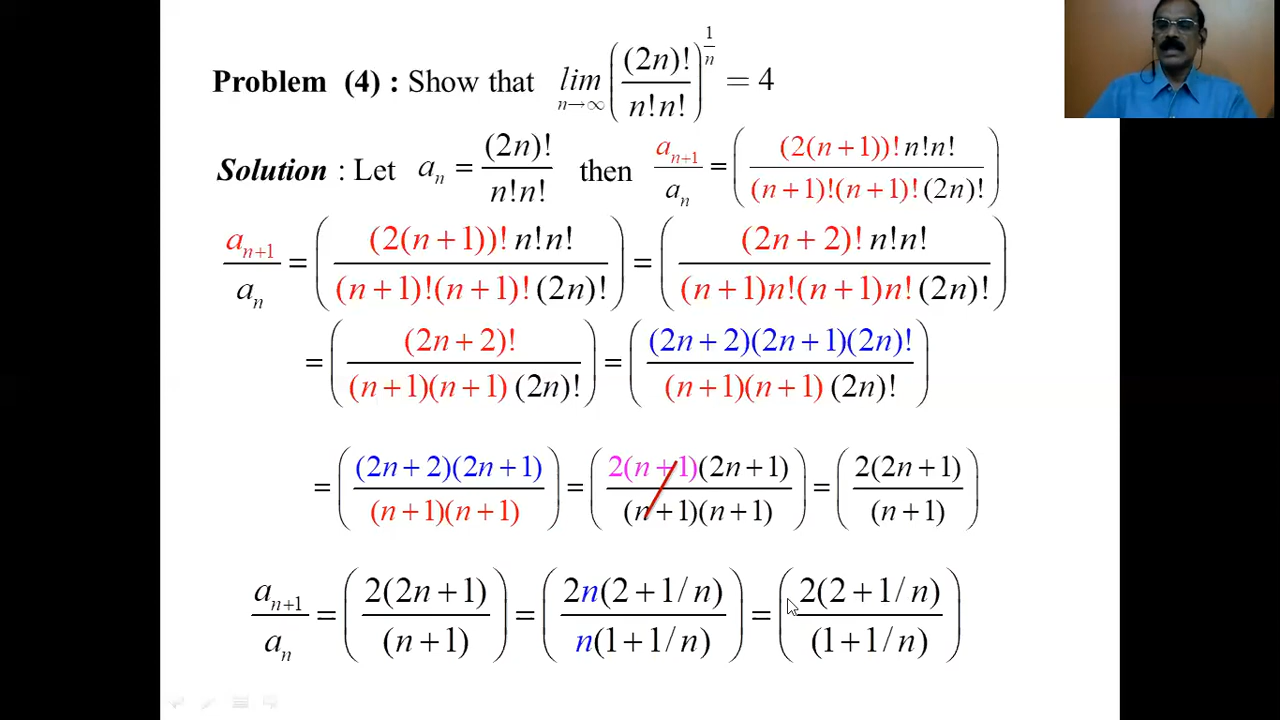 Problem (4) : Show that lim_{n→∞} ( (2n)! / n!n! )^{1/n} = 4
Solution : Let a_n = (2n)! / n!n! then a_{n+1} / a_n = ( (2(n+1))! n!n! / (n+1)!(n+1)! (2n)! )
a_{n+1} / a_n = ( (2(n+1))! n!n! / (n+1)!(n+1)! (2n)! ) = ( (2n+2)! n!n! / (n+1)n!(n+1)n! (2n)! )
= ( (2n+2)! / (n+1)(n+1) (2n)! ) = ( (2n+2)(2n+1)(2n)! / (n+1)(n+1) (2n)! )
= ( (2n+2)(2n+1) / (n+1)(n+1) ) = ( 2(n+1)(2n+1) / (n+1)(n+1) ) = ( 2(2n+1) / (n+1) )
a_{n+1} / a_n = ( 2(2n+1) / (n+1) ) = ( 2n(2+1/n) / n(1+1/n) ) = ( 2(2+1/n) / (1+1/n) )